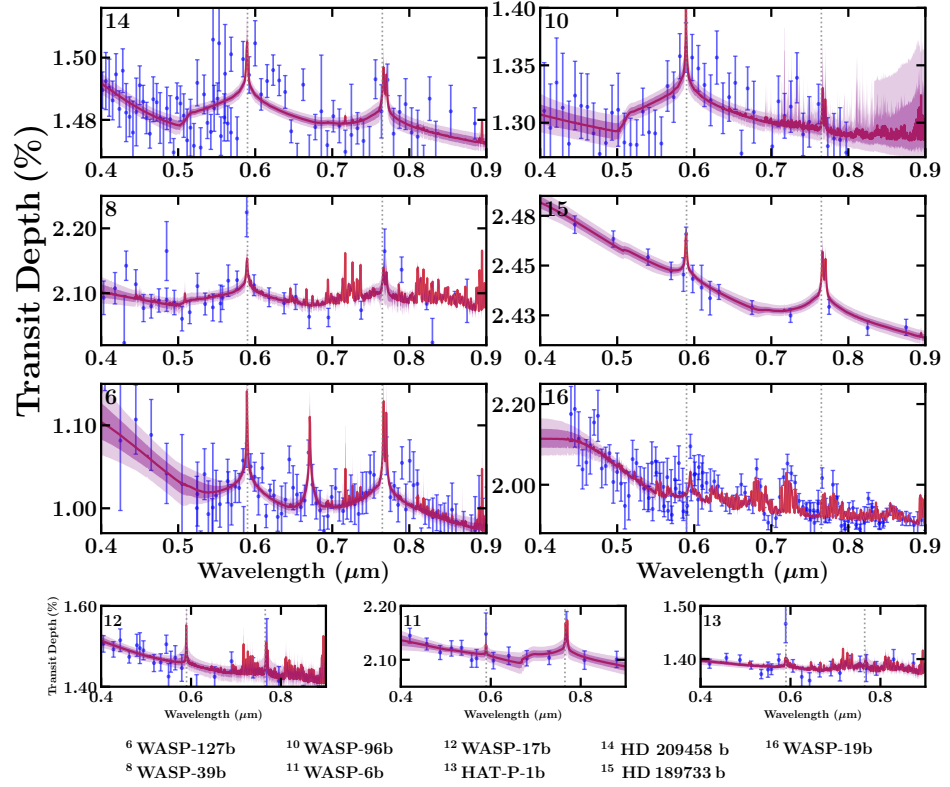 14
10
1.50
1.48
1.40
1.35
1.30
0.4 0.5 0.6 0.7 0.8 0.9
0.4 0.5 0.6 0.7 0.8 0.9
8
15
2.20
2.10
2.48
2.45
2.43
0.4 0.5 0.6 0.7 0.8 0.9
0.4 0.5 0.6 0.7 0.8 0.9
Transit Depth (%)
6
16
1.10
1.00
2.20
2.00
0.4 0.5 0.6 0.7 0.8 0.9
0.4 0.5 0.6 0.7 0.8 0.9
Wavelength (μm)
Wavelength (μm)
12
11
13
1.60
1.40
2.20
2.10
1.50
1.40
Transit Depth (%)
0.4 0.6 0.8
0.4 0.6 0.8
0.4 0.6 0.8
Wavelength (μm)
Wavelength (μm)
Wavelength (μm)
6 WASP-127b 10 WASP-96b 12 WASP-17b 14 HD 209458 b 16 WASP-19b
8 WASP-39b 11 WASP-6b 13 HAT-P-1b 15 HD 189733 b